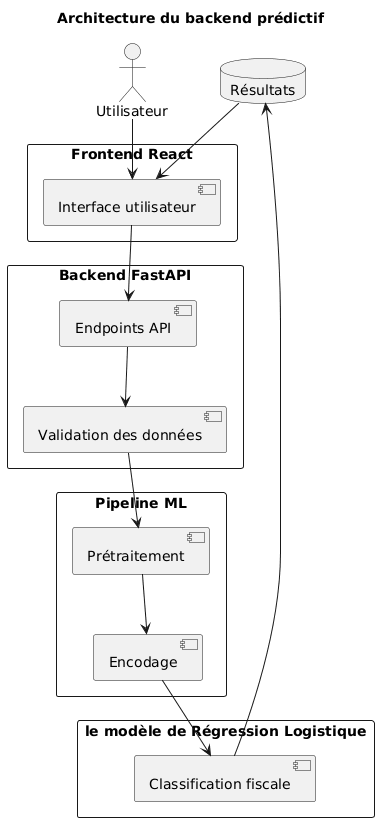 Architecture du backend prédictif
Utilisateur
Résultats
Frontend React
Interface utilisateur
Backend FastAPI
Endpoints API
Validation des données
Pipeline ML
Prétraitement
Encodage
le modèle de Régression Logistique
Classification fiscale